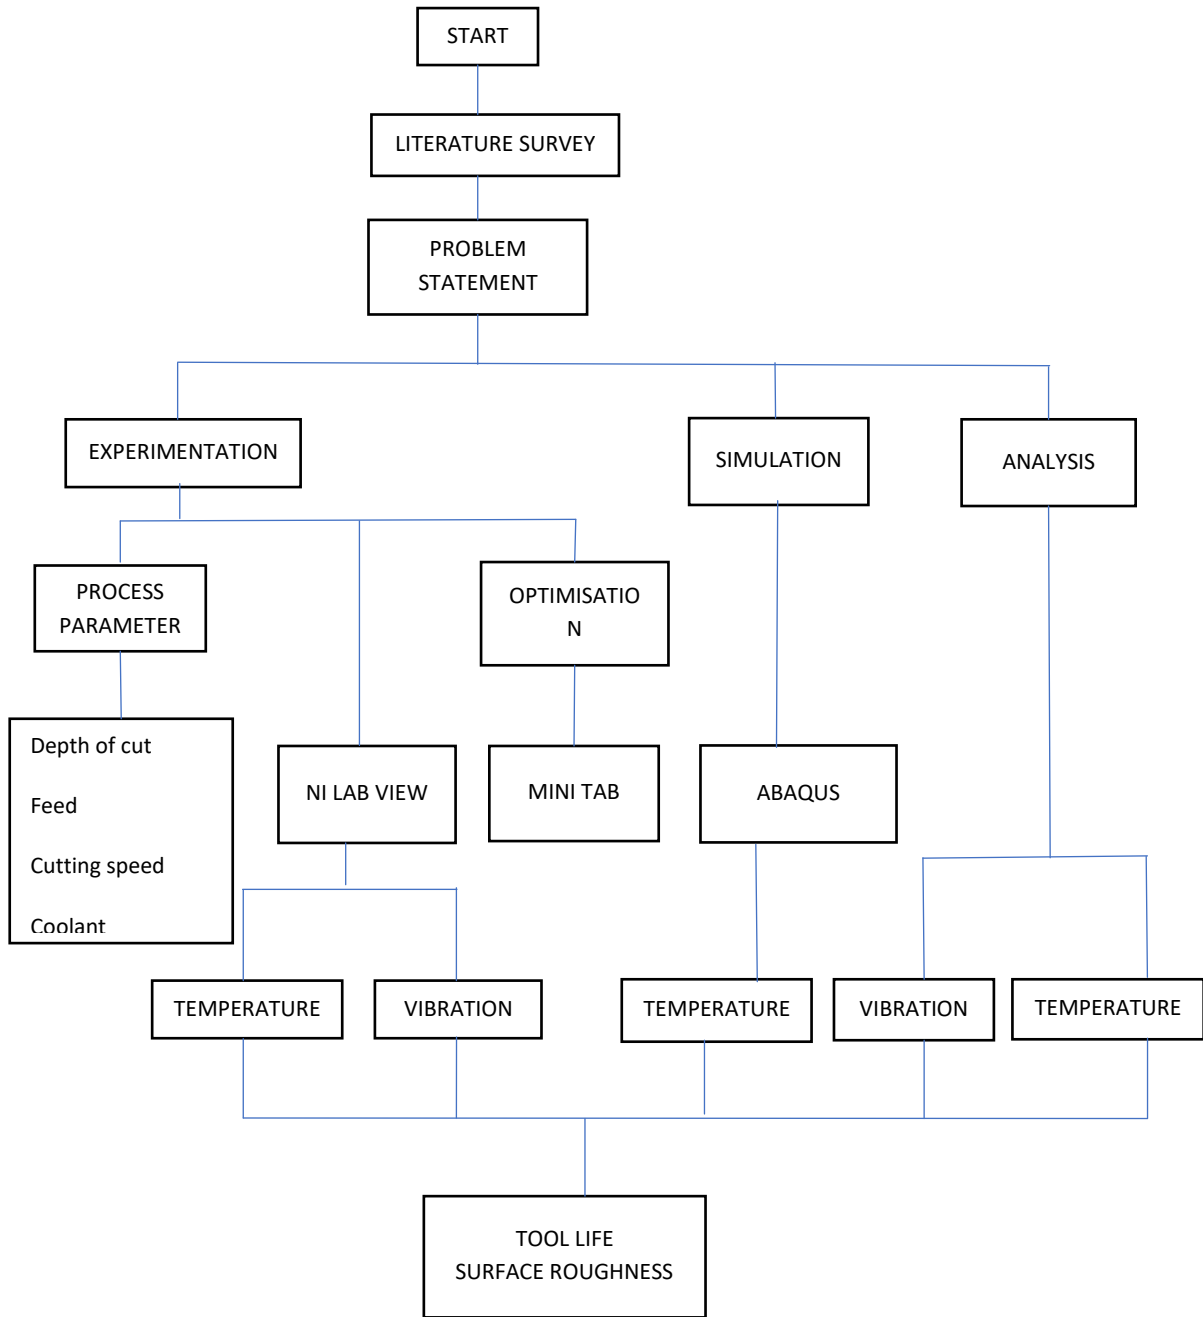 START
LITERATURE SURVEY
PROBLEM
STATEMENT
EXPERIMENTATION
SIMULATION
ANALYSIS
PROCESS
PARAMETER
OPTIMISATIO
N
Depth of cut
Feed
Cutting speed
Coolant
NI LAB VIEW
MINI TAB
ABAQUS
TEMPERATURE
VIBRATION
TEMPERATURE
VIBRATION
TEMPERATURE
TOOL LIFE
SURFACE ROUGHNESS